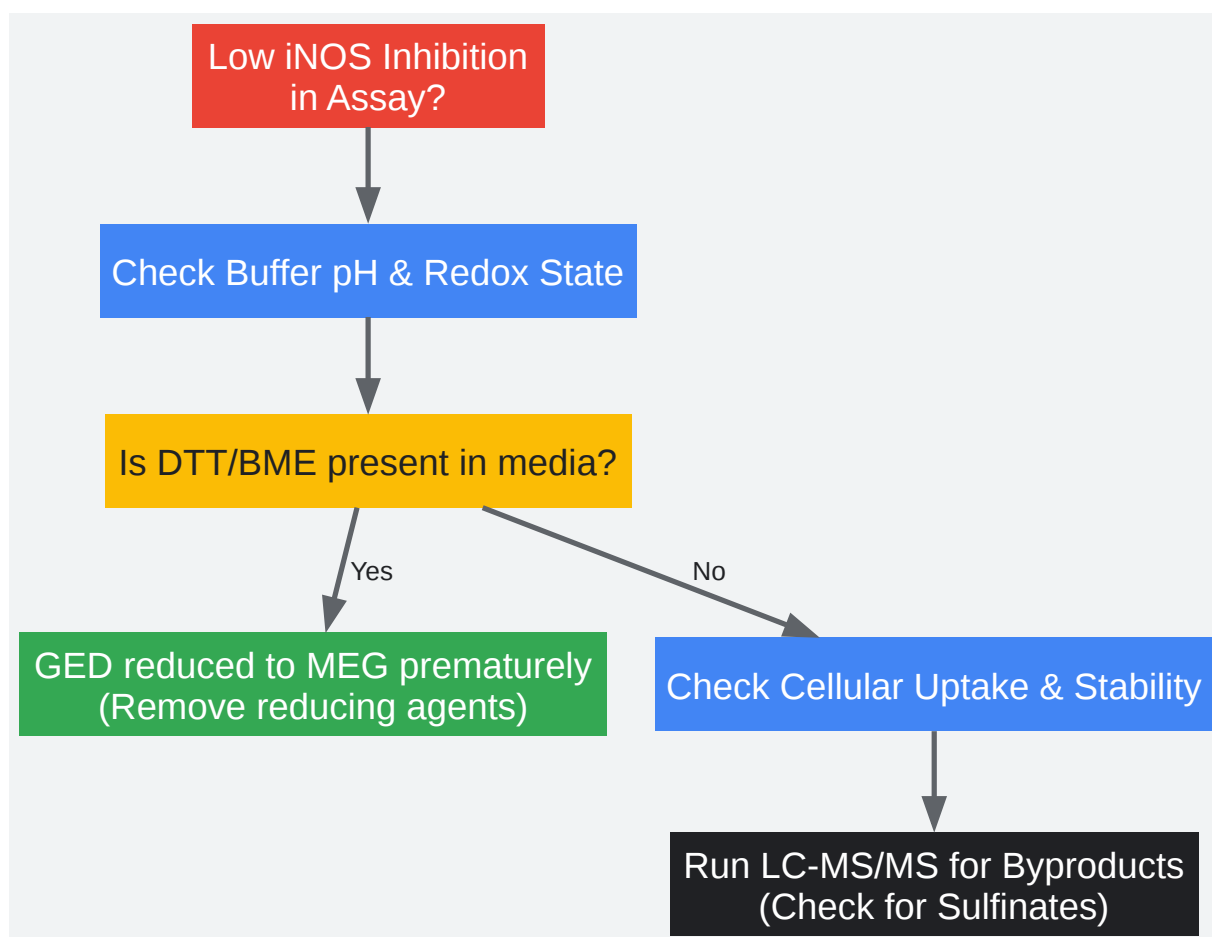 Low iNOS Inhibition
in Assay?
Check Buffer pH & Redox State
Is DTT/BME present in media?
Yes
No
GED reduced to MEG prematurely
(Remove reducing agents)
Check Cellular Uptake & Stability
Run LC-MS/MS for Byproducts
(Check for Sulfinates)